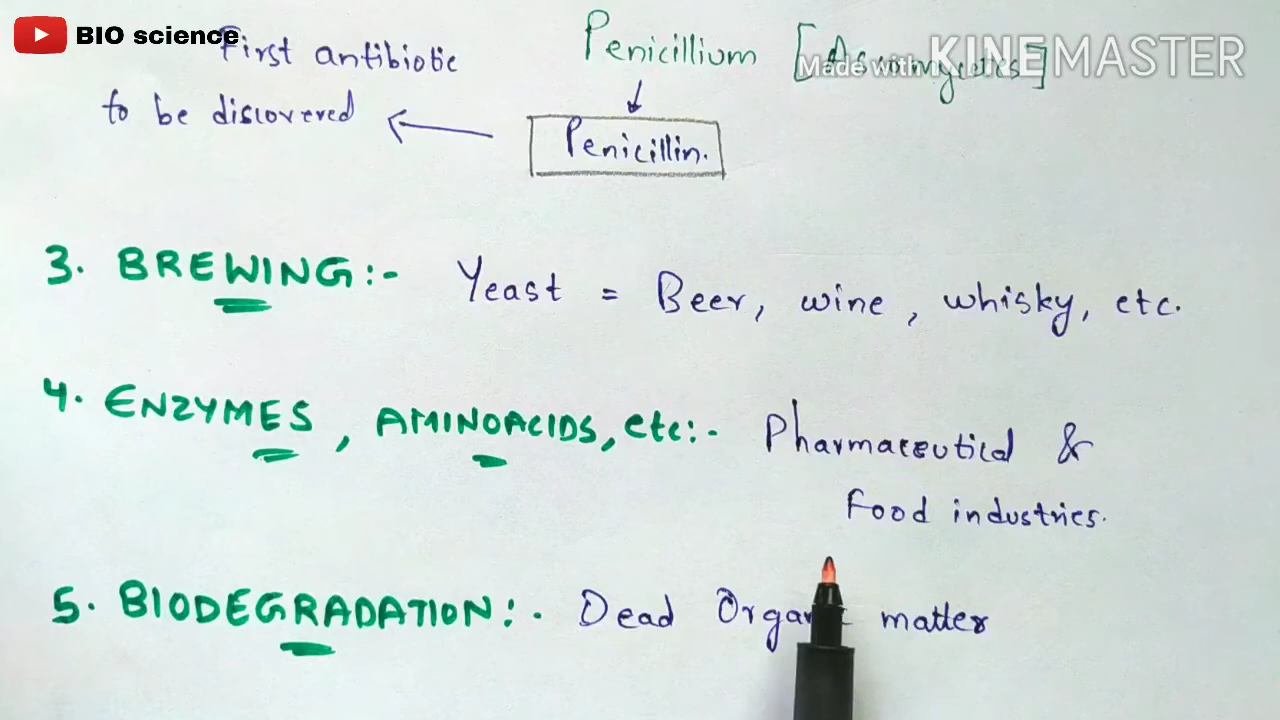 BIO science
First antibiotic
to be discovered
Penicillium [Ascomycetes]
Made with KINEMASTER
Penicillin.
3. BREWING:- Yeast = Beer, wine, whisky, etc.
4. ENZYMES, AMINOACIDS, etc:- Pharmaceutical &
Food industries.
5. BIODEGRADATION:- Dead Organic matter